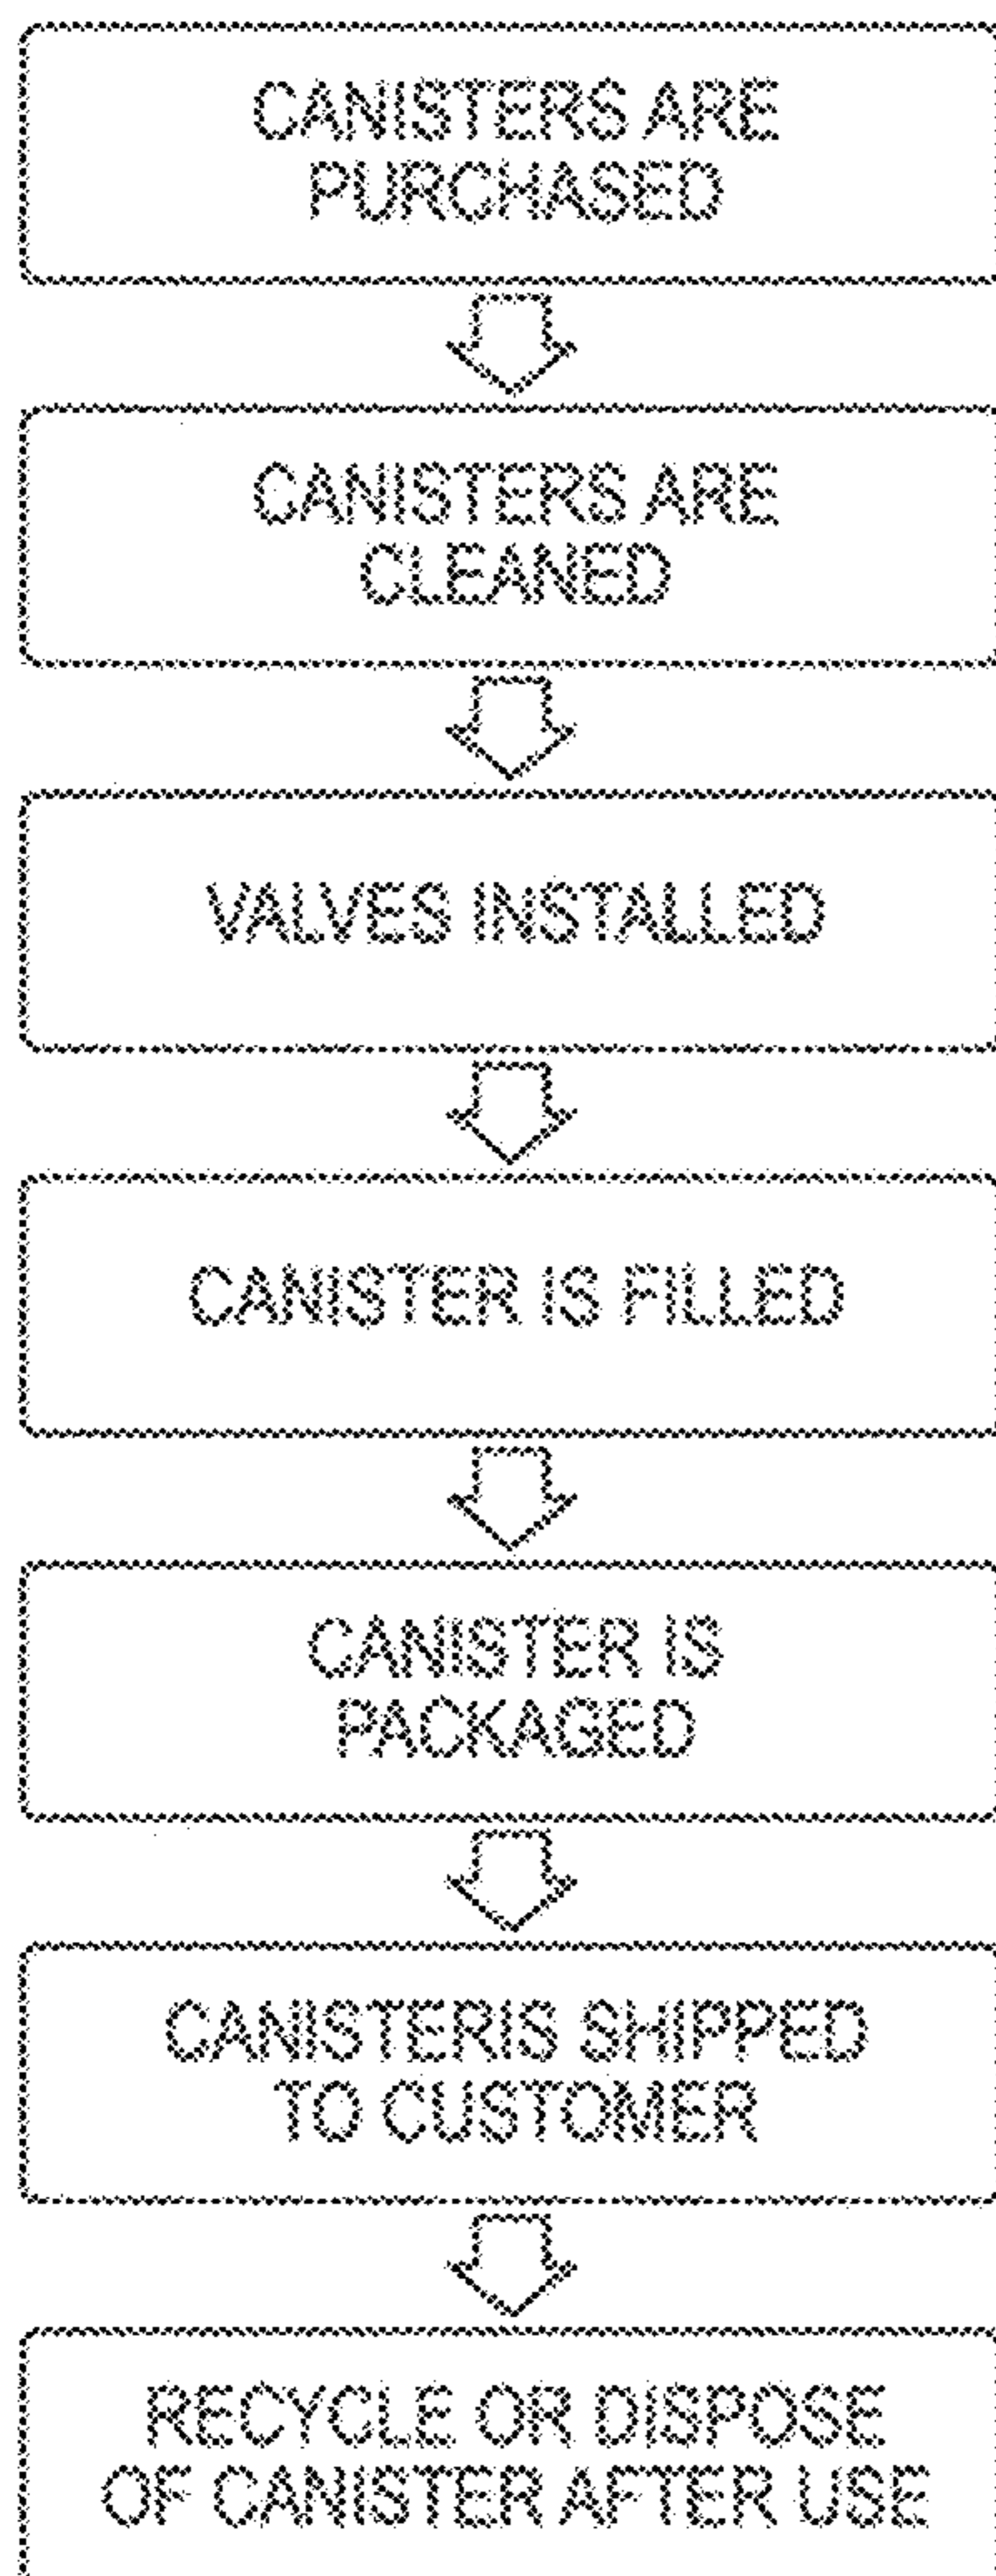 CANISTERS ARE
PURCHASED
CANISTERS ARE
CLEANED
VALVES INSTALLED
CANISTER IS FILLED
CANISTER IS
PACKAGED
CANISTERIS SHIPPED
TO CUSTOMER
RECYCLE OR DISPOSE
OF CANISTER AFTER USE